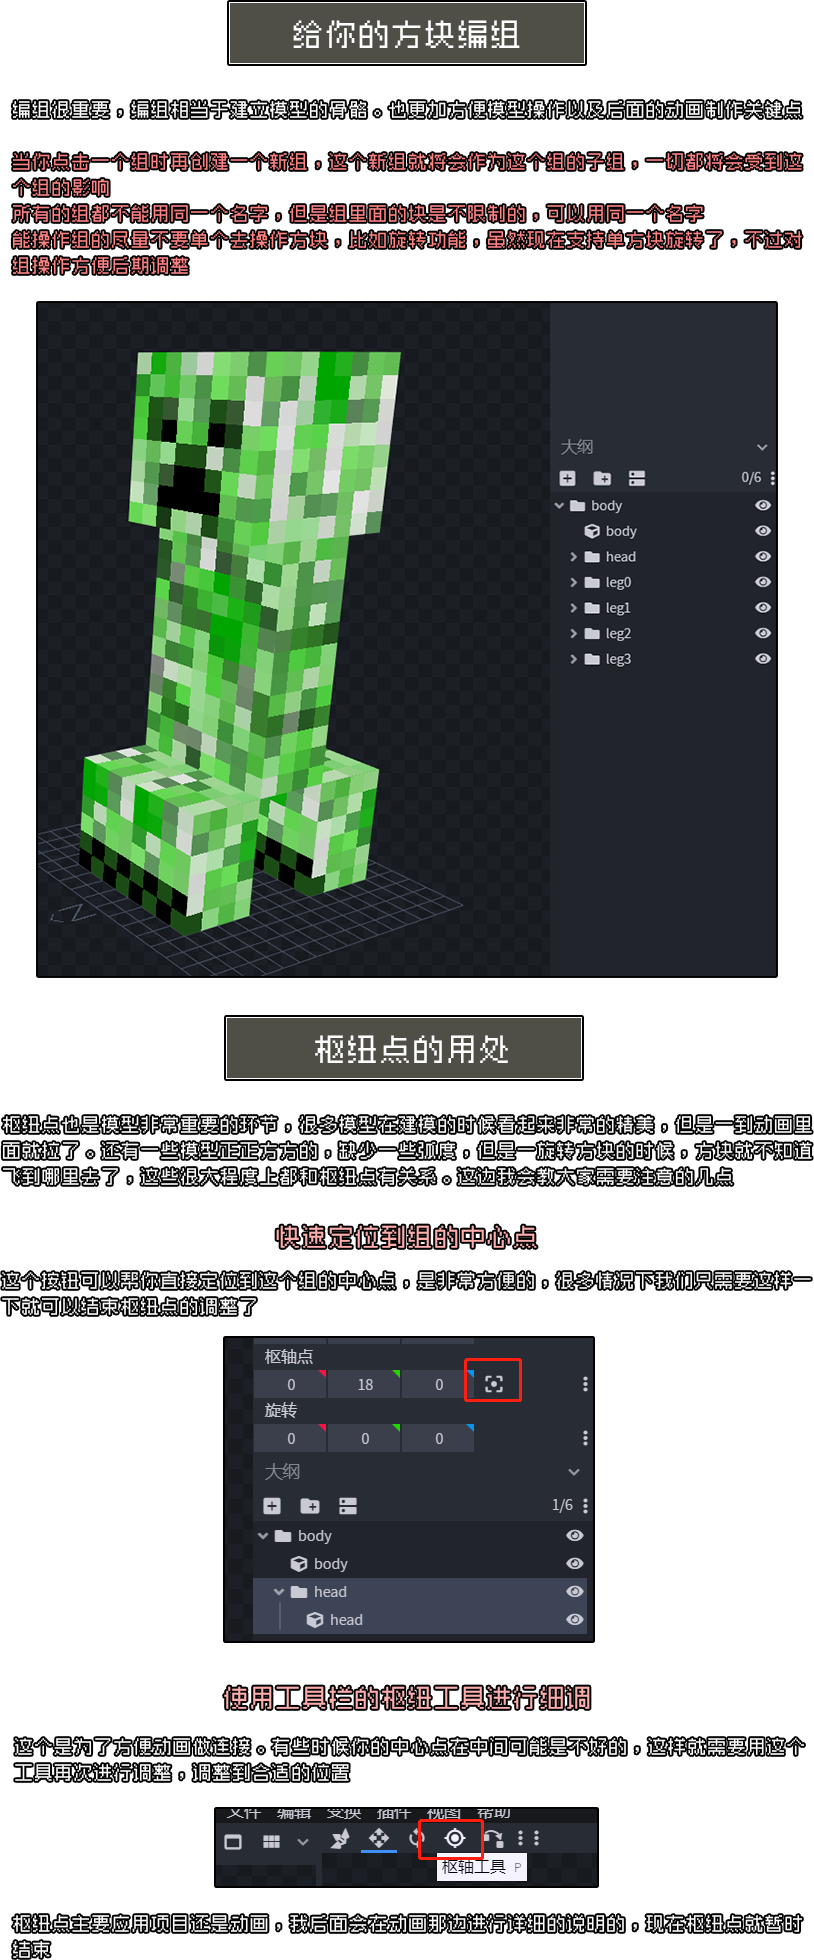 给你的方块编组
编组很重要，编组相当于建立模型的骨骼。也更加方便模型操作以及后面的动画制作关键点
当你点击一个组时再创建一个新组，这个新组就将会作为这个组的子组，一切都将会受到这
个组的影响
所有的组都不能用同一个名字，但是组里面的块是不限制的，可以用同一个名字
能操作组的尽量不要单个去操作方块，比如旋转功能，虽然现在支持单方块旋转了，不过对
组操作方便后期调整
大纲
0/6
body
body
head
leg0
leg1
leg2
leg3
枢纽点的用处
枢纽点也是模型非常重要的环节，很多模型在建模的时候看起来非常的精美，但是一到动画里
面就拉了。还有一些模型正正方方的，缺少一些弧度，但是一旋转方块的时候，方块就不知道
飞到哪里去了，这些很大程度上都和枢纽点有关系。这边我会教大家需要注意的几点
快速定位到组的中心点
这个按钮可以帮你直接定位到这个组的中心点，是非常方便的，很多情况下我们只需要这样一
下就可以结束枢纽点的调整了
枢轴点
0 18 0
旋转
0 0 0
大纲
1/6
body
body
head
head
使用工具栏的枢纽工具进行细调
这个是为了方便动画做连接。有些时候你的中心点在中间可能是不好的，这样就需要用这个
工具再次进行调整，调整到合适的位置
文件 编辑 变换 插件 视图 帮助
枢轴工具 P
枢纽点主要应用项目还是动画，我后面会在动画那边进行详细的说明的，现在枢纽点就暂时
结束